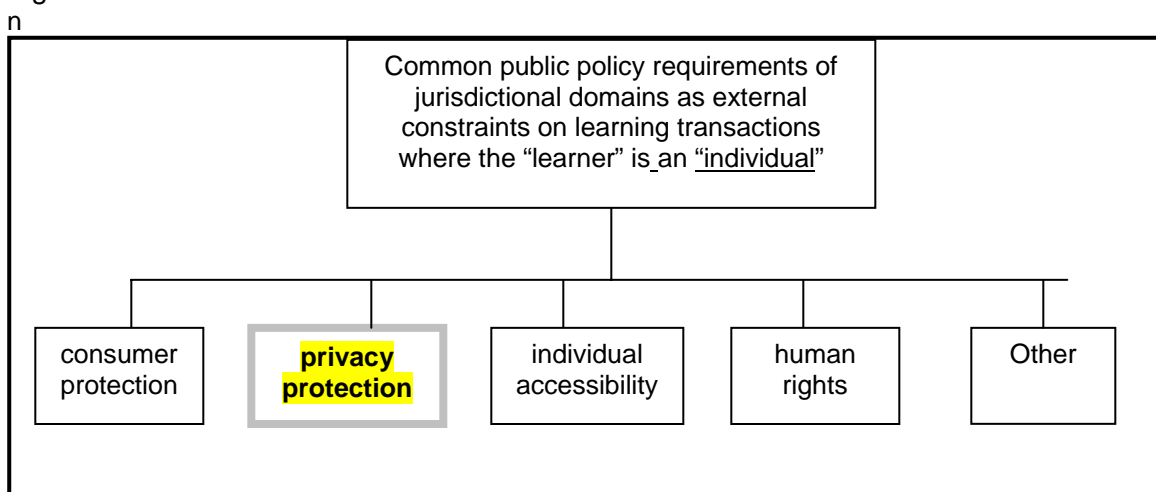 n
Common public policy requirements of
jurisdictional domains as external
constraints on learning transactions
where the “learner” is an “individual”
consumer
protection
privacy
protection
individual
accessibility
human
rights
Other